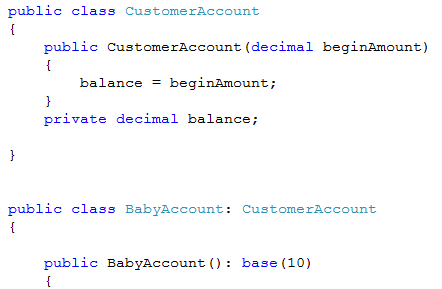 public class CustomerAccount
{
    public CustomerAccount(decimal beginAmount)
    {
        balance = beginAmount;
    }
    private decimal balance;
}
public class BabyAccount: CustomerAccount
{
    public BabyAccount(): base(10)
    {